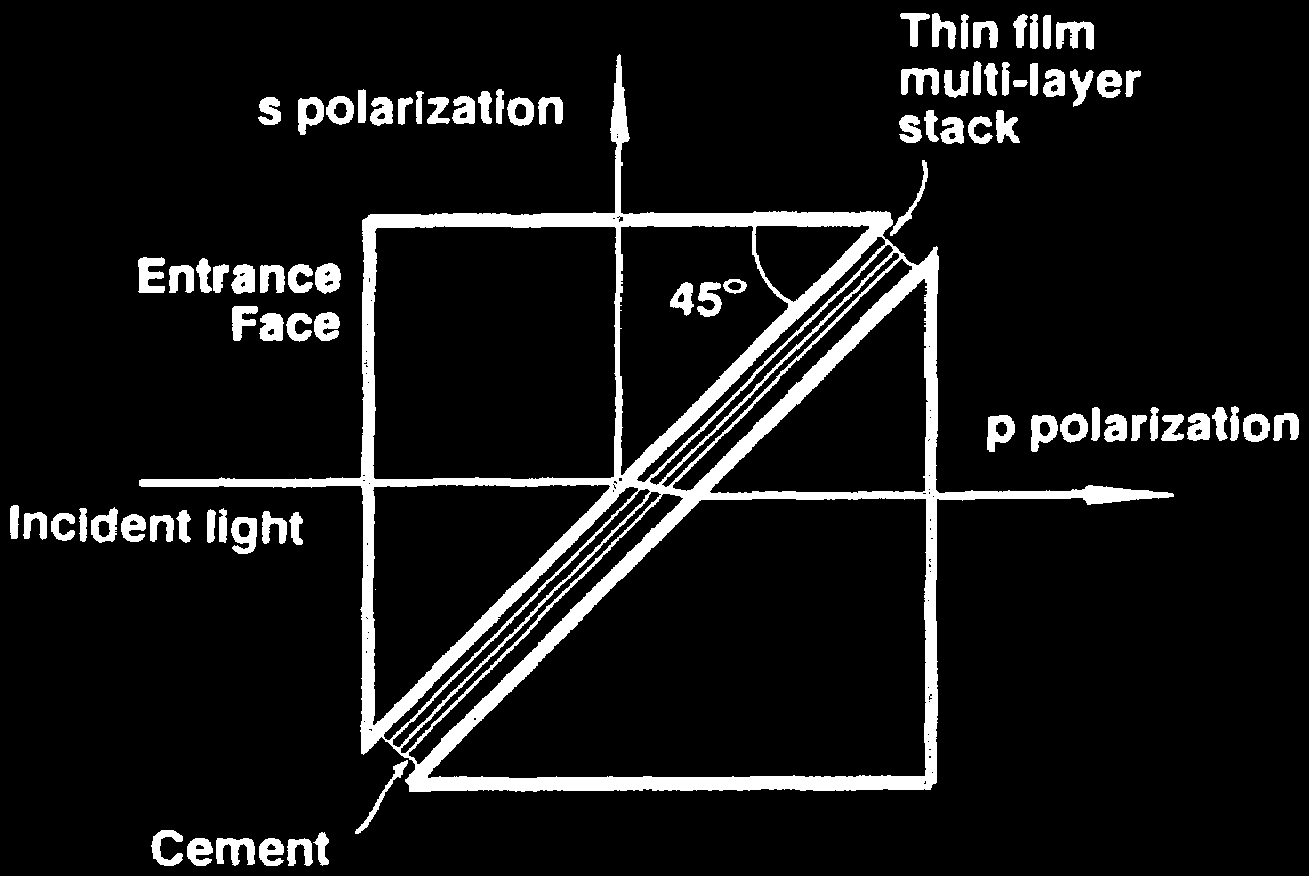 Thin film
multi-layer
stack
s polarization
Entrance
Face
45°
p polarization
Incident light
Cement